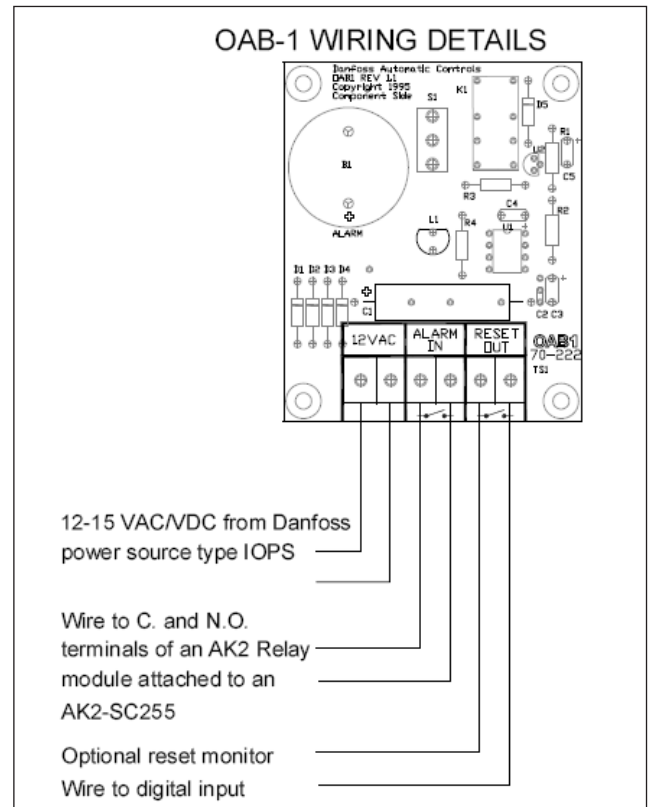 OAB-1 WIRING DETAILS
Danfoss Automatic Controls
OAB1 REV 1.1
Copyright 1995
Component Side
S1
K1
D5
R1
U2
C5
B1
R3
C4
R2
L1
R4
U1
ALARM
D1 D2 D3 D4
C1
C2 C3
12VAC
ALARM IN
RESET OUT
OAB1
70-222
TS1
12-15 VAC/VDC from Danfoss
power source type IOPS
Wire to C. and N.O.
terminals of an AK2 Relay
module attached to an
AK2-SC255
Optional reset monitor
Wire to digital input